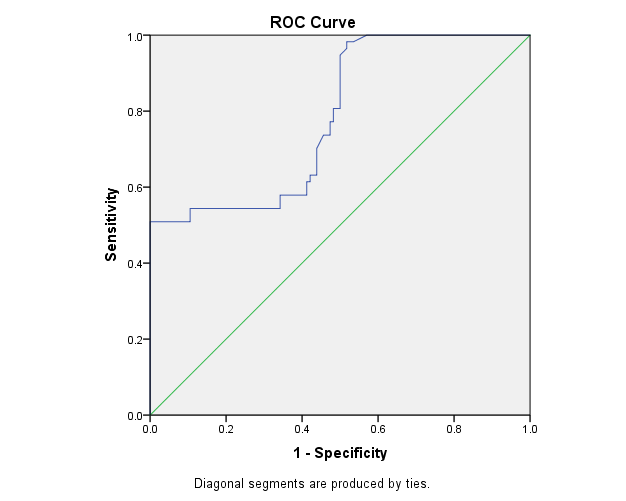 ROC Curve
1.0
0.8
0.6
0.4
0.2
0.0
Sensitivity
0.0 0.2 0.4 0.6 0.8 1.0
1 - Specificity
Diagonal segments are produced by ties.